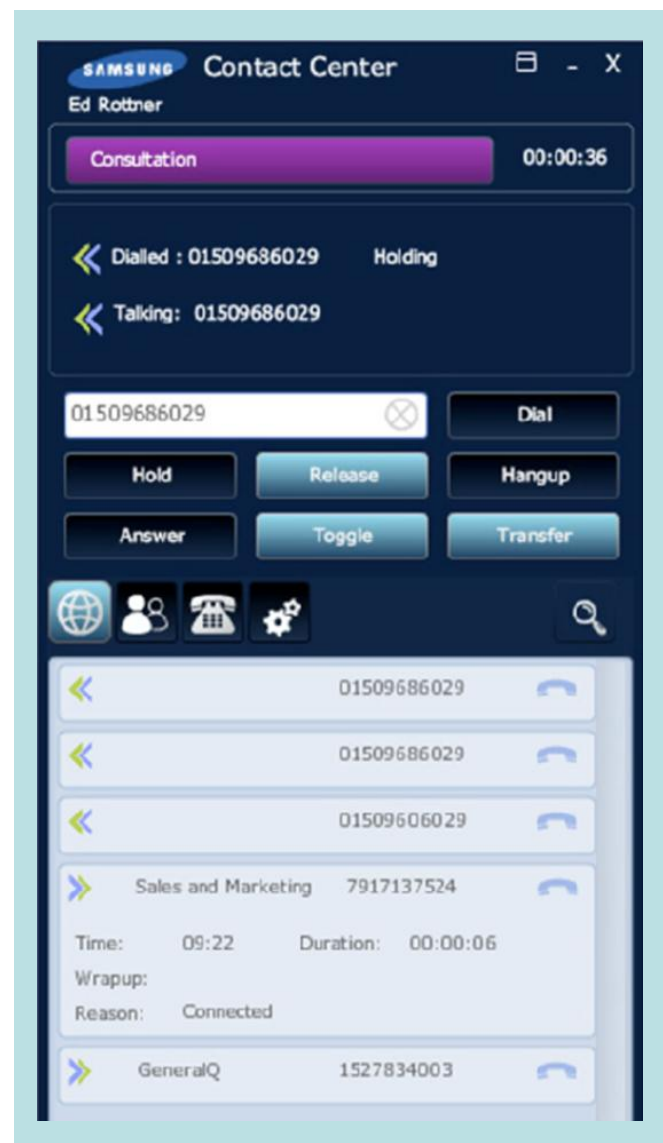 SAMSUNG Contact Center
Ed Rottner
Consultation 00:00:36
Dialled : 01509686029 Holding
Talking: 01509686029
01509686029 Dial
Hold Release Hangup
Answer Toggle Transfer
01509686029
01509686029
01509606029
Sales and Marketing 7917137524
Time: 09:22 Duration: 00:00:06
Wrapup:
Reason: Connected
GeneralQ 1527834003